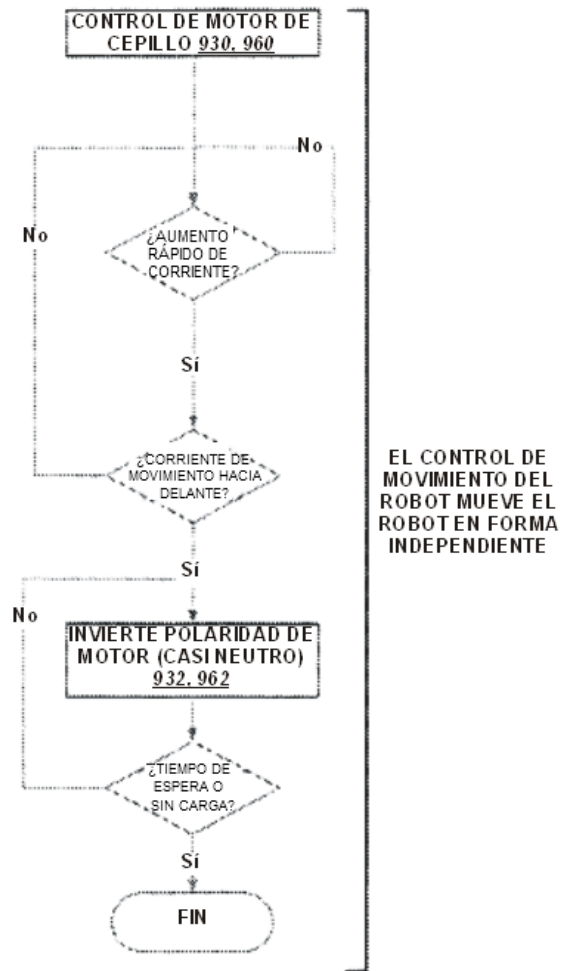 CONTROL DE MOTOR DE
CEPILLO 930, 960
No
No
¿AUMENTO
RÁPIDO DE
CORRIENTE?
Sí
¿CORRIENTE DE
MOVIMIENTO HACIA
DELANTE?
Sí
No
INVIERTE POLARIDAD DE
MOTOR (CASI NEUTRO)
932, 962
¿TIEMPO DE
ESPERA O
SIN CARGA?
Sí
FIN
EL CONTROL DE
MOVIMIENTO DEL
ROBOT MUEVE EL
ROBOT EN FORMA
INDEPENDIENTE